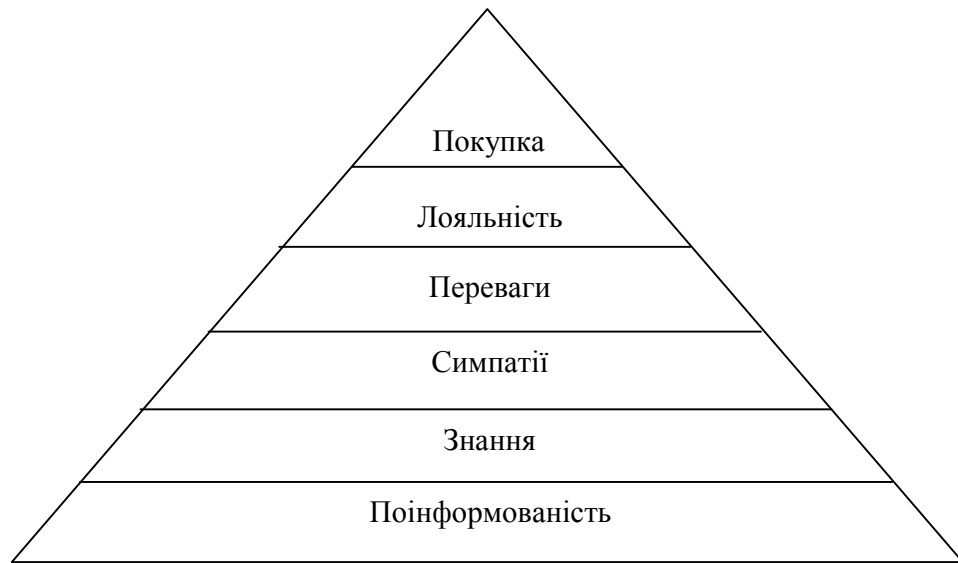 Покупка
Лояльність
Переваги
Симпатії
Знання
Поінформованість